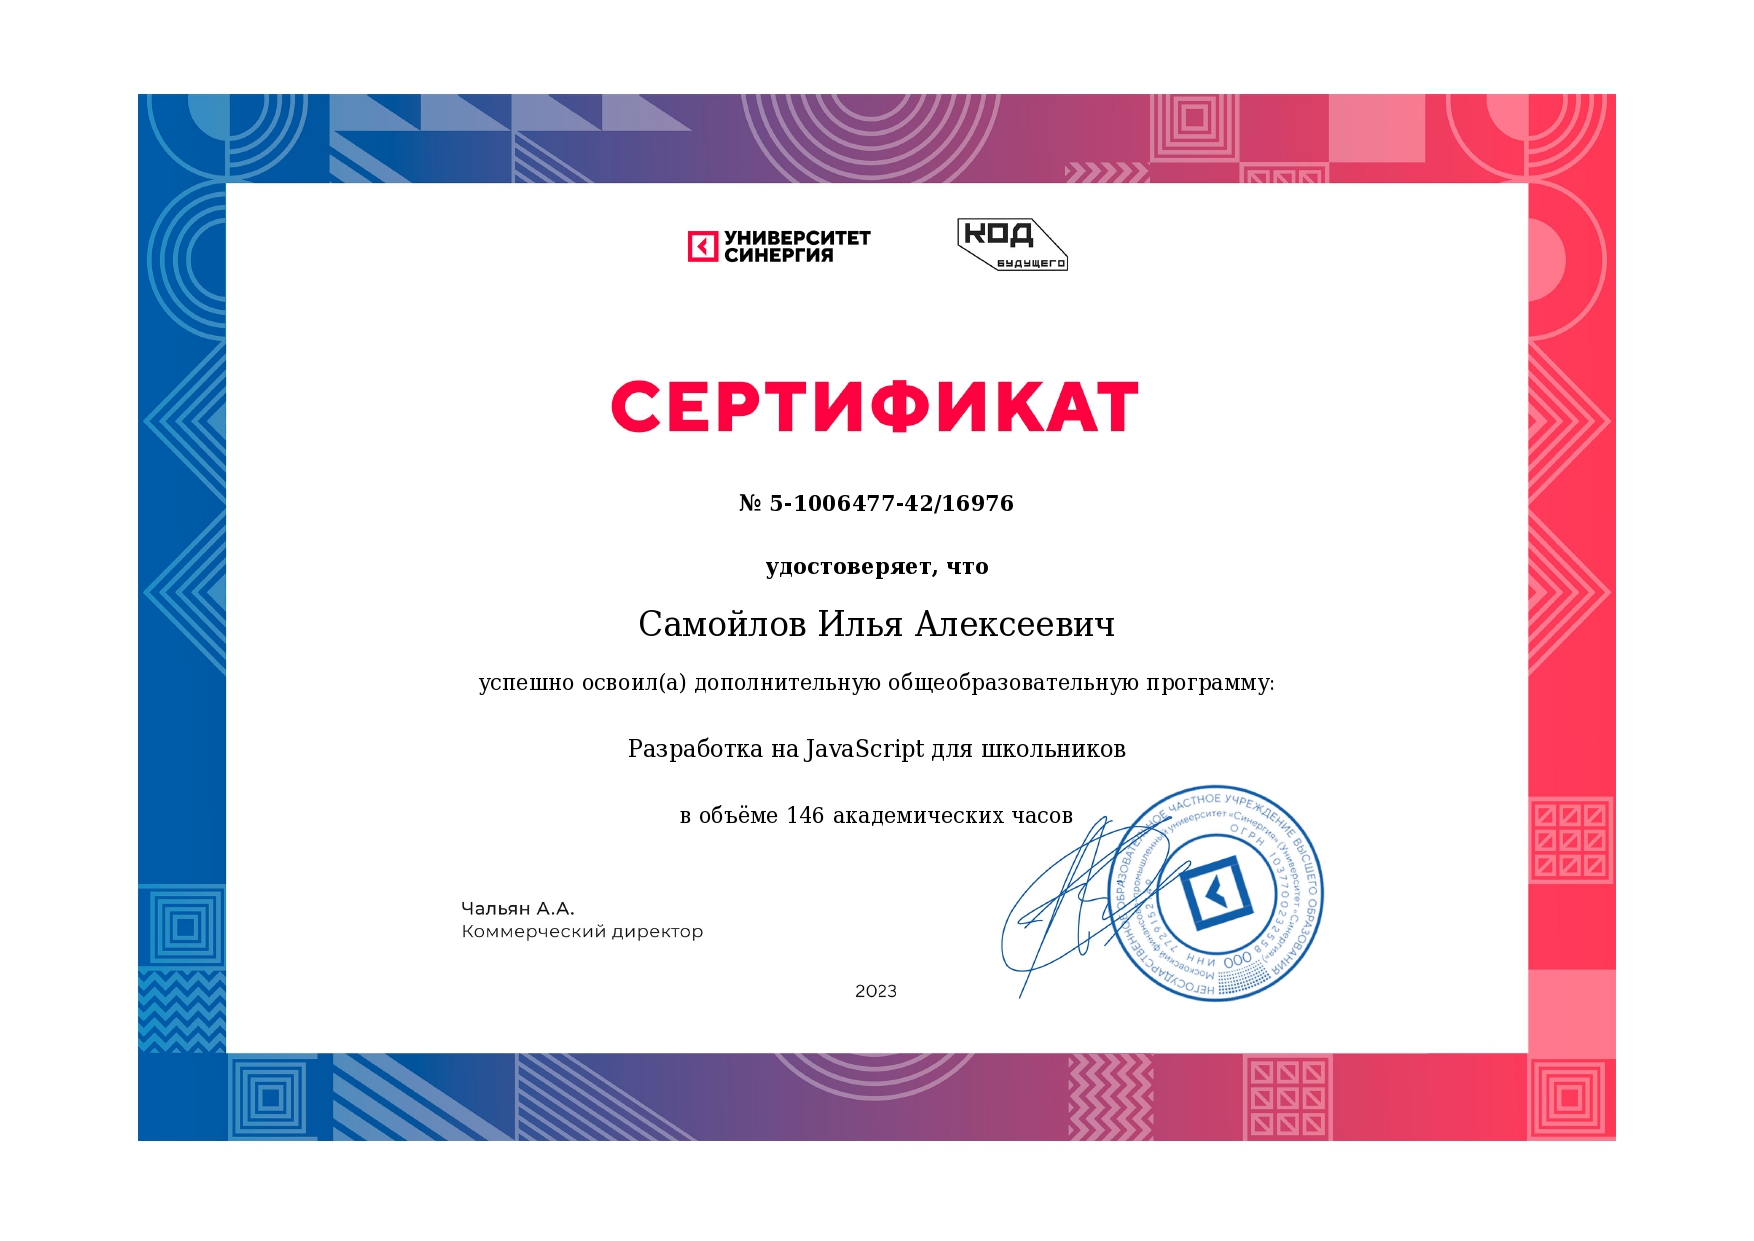 УНИВЕРСИТЕТ
СИНЕРГИЯ
КОД
БУДУЩЕГО
СЕРТИФИКАТ
№ 5-1006477-42/16976
удостоверяет, что
Самойлов Илья Алексеевич
успешно освоил(а) дополнительную общеобразовательную программу:
Разработка на JavaScript для школьников
в объёме 146 академических часов
Чальян А.А.
Коммерческий директор
2023
НЕГОСУДАРСТВЕННОЕ ОБРАЗОВАТЕЛЬНОЕ ЧАСТНОЕ УЧРЕЖДЕНИЕ ВЫСШЕГО ОБРАЗОВАНИЯ
Московский финансово-промышленный университет «Синергия» (Университет «Синергия»)
ОГРН 1037700232558
ИНН
ООО